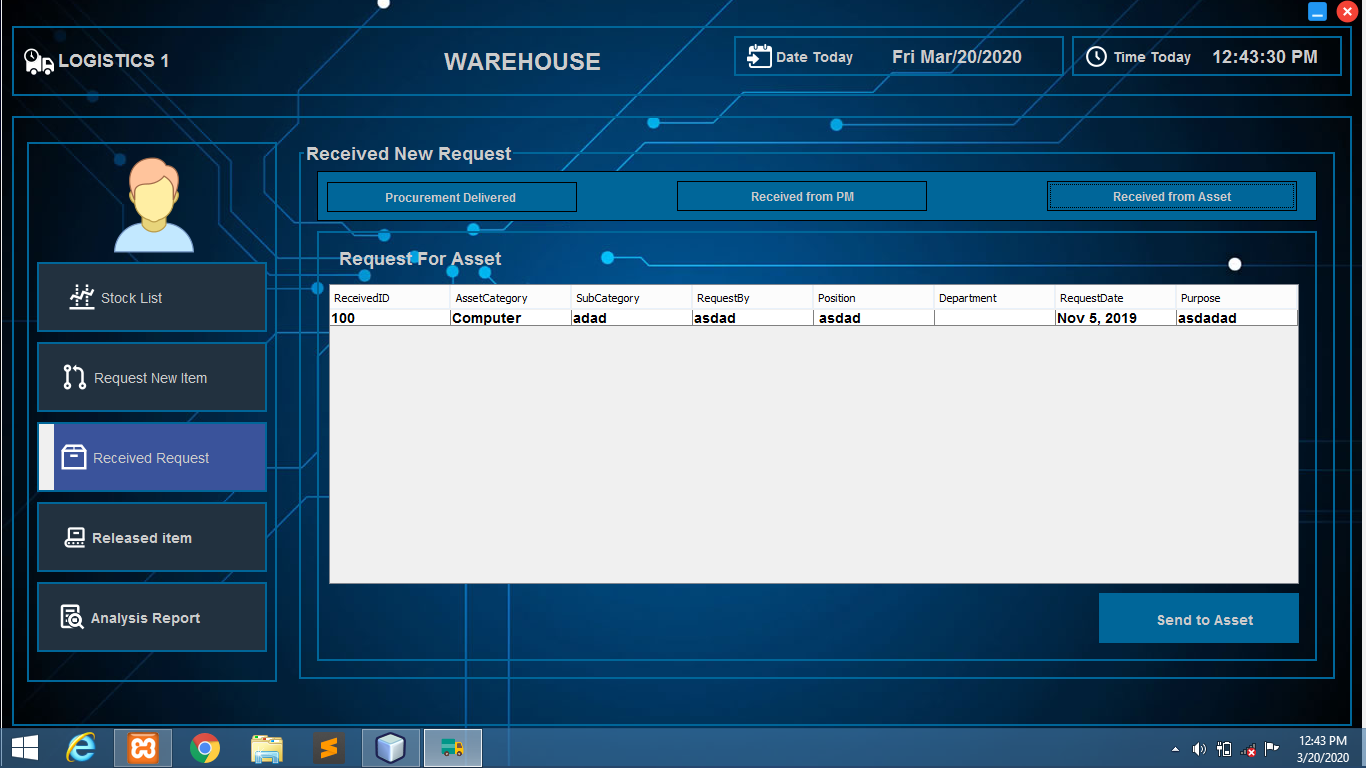 LOGISTICS 1
WAREHOUSE
Date Today Fri Mar/20/2020
Time Today 12:43:30 PM
Received New Request
Procurement Delivered Received from PM Received from Asset
Request For Asset
ReceivedID AssetCategory SubCategory RequestBy Position Department RequestDate Purpose
100 Computer adad asdad asdad Nov 5, 2019 asdadad
Stock List
Request New Item
Received Request
Released item
Analysis Report
Send to Asset
12:43 PM
3/20/2020